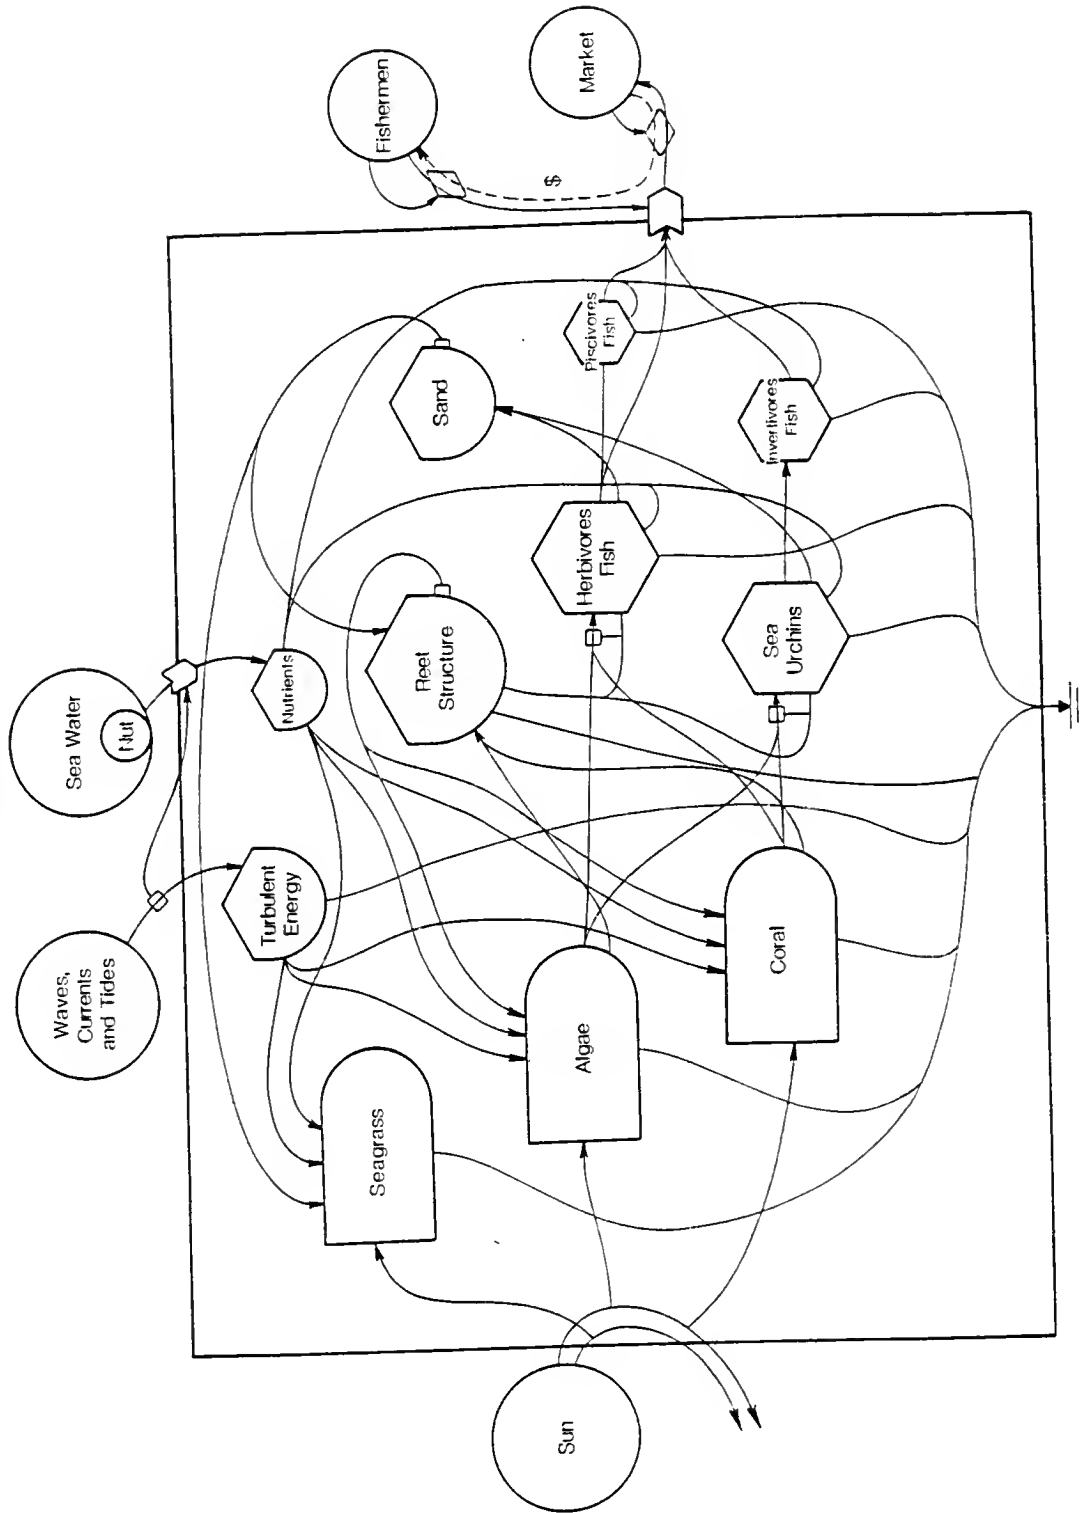 Waves,
Currents
and Tides
Sea Water
Nut
Turbulent
Energy
Nutrients
Fishermen
Seagrass
Reet
Structure
Sand
$
Market
Sun
Algae
Herbivores
Fish
Piscivores
Fish
Coral
Sea
Urchins
Invertivores
Fish